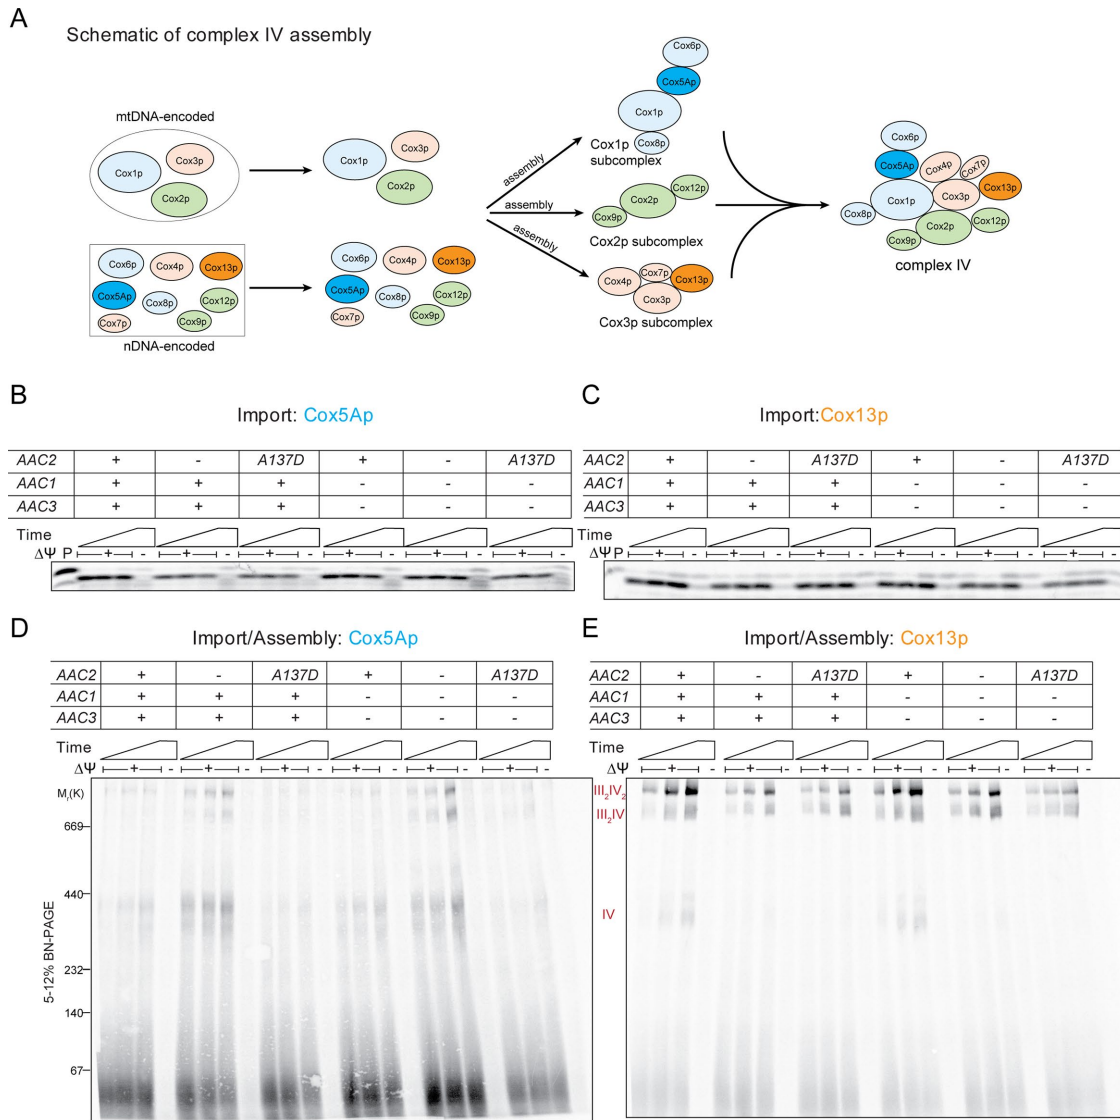 A
Schematic of complex IV assembly
mtDNA-encoded
Cox1p
Cox3p
Cox2p
Cox6p
Cox4p
Cox13p
Cox5Ap
Cox8p
Cox12p
Cox7p
Cox9p
nDNA-encoded
Cox1p
Cox3p
Cox2p
Cox6p
Cox4p
Cox13p
Cox5Ap
Cox8p
Cox12p
Cox7p
Cox9p
assembly
assembly
assembly
Cox6p
Cox5Ap
Cox1p
Cox8p
Cox1p
subcomplex
Cox12p
Cox2p
Cox9p
Cox2p subcomplex
Cox7p
Cox4p
Cox13p
Cox3p
Cox3p subcomplex
Cox6p
Cox5Ap
Cox4p
Cox7p
Cox13p
Cox1p
Cox3p
Cox8p
Cox2p
Cox12p
Cox9p
complex IV
B
Import: Cox5Ap
AAC2 + - A137D + - A137D
AAC1 + + + - - -
AAC3 + + + - - -
Time
ΔΨ P + - + - + - + - + - + -
C
Import:Cox13p
AAC2 + - A137D + - A137D
AAC1 + + + - - -
AAC3 + + + - - -
Time
ΔΨ P + - + - + - + - + - + -
D
Import/Assembly: Cox5Ap
AAC2 + - A137D + - A137D
AAC1 + + + - - -
AAC3 + + + - - -
Time
ΔΨ + - + - + - + - + - + -
Mr(K)
669
440
232
140
67
5-12% BN-PAGE
E
Import/Assembly: Cox13p
AAC2 + - A137D + - A137D
AAC1 + + + - - -
AAC3 + + + - - -
Time
ΔΨ + - + - + - + - + - + -
III2IV2
III2IV
IV